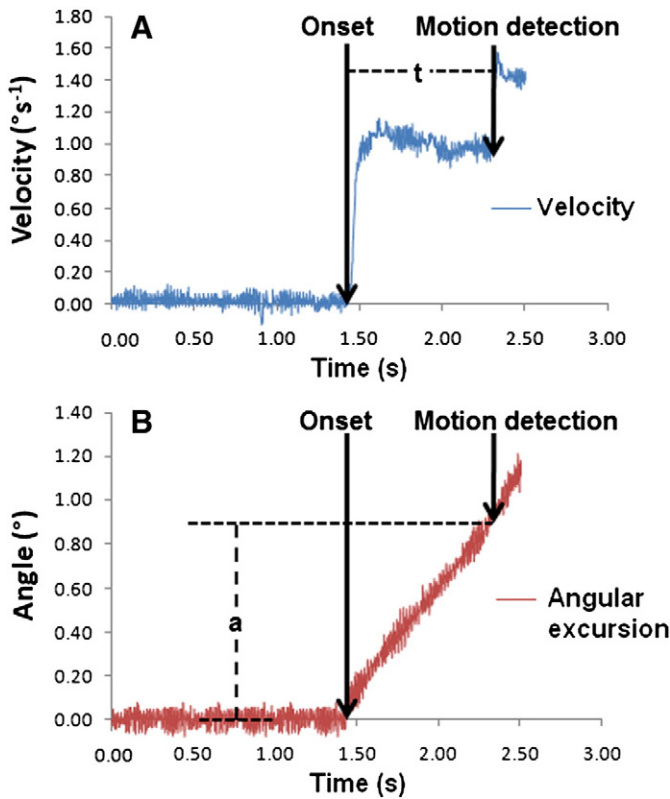 A
Onset
Motion detection
t
Velocity (°s-1)
1.80
1.60
1.40
1.20
1.00
0.80
0.60
0.40
0.20
0.00
Velocity
0.00 0.50 1.00 1.50 2.00 2.50 3.00
Time (s)
B
Onset
Motion detection
a
Angle (°)
1.40
1.20
1.00
0.80
0.60
0.40
0.20
0.00
Angular
excursion
0.00 0.50 1.00 1.50 2.00 2.50 3.00
Time (s)